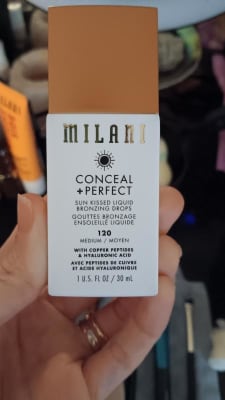 MILANI
CONCEAL
+PERFECT
SUN KISSED LIQUID
BRONZING DROPS
GOUTTES BRONZAGE
ENSOLEILLÉ LIQUIDE
120
MEDIUM / MOYEN
WITH COPPER PEPTIDES
& HYALURONIC ACID
AVEC PEPTIDES DE CUIVRES
ET ACIDE HYALURONIQUE
1 U.S. FL OZ / 30 mL